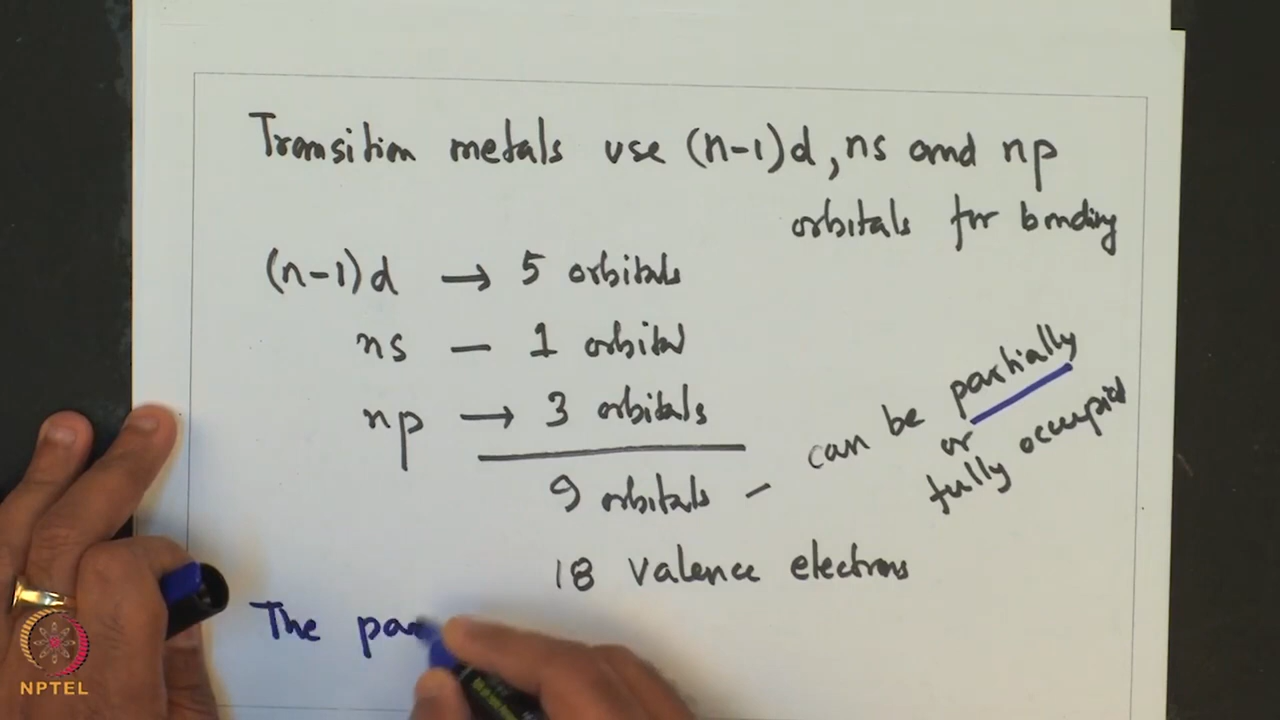 Transition metals use (n-1)d, ns and np
orbitals for bonding
(n-1)d → 5 orbitals
ns — 1 orbital
np → 3 orbitals
9 orbitals — can be partially
or
fully occupied
18 valence electrons
The par
NPTEL